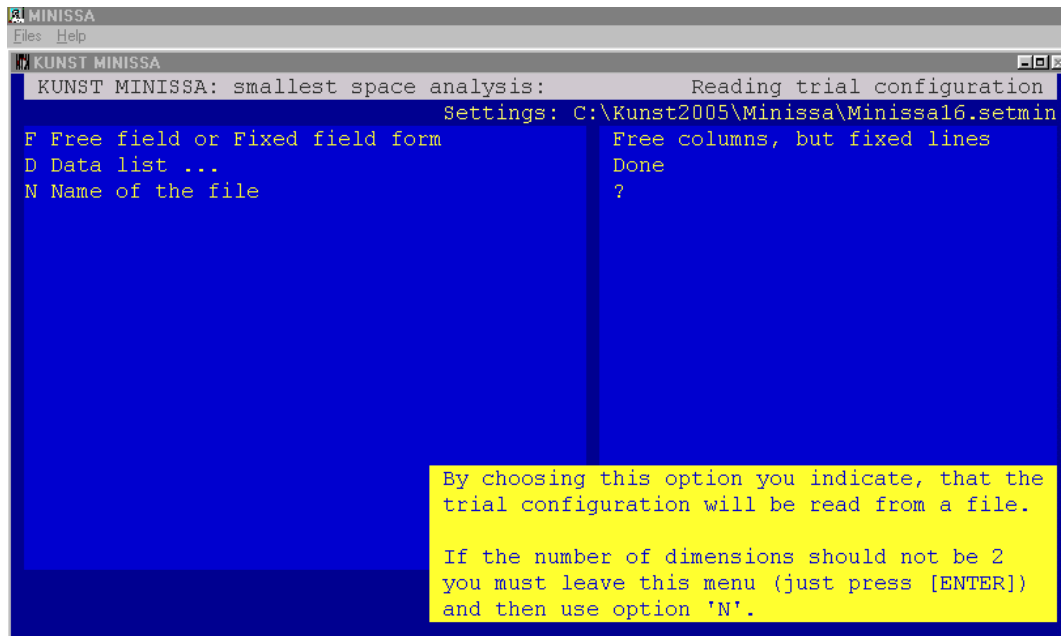 MINISSA
Files Help
KUNST MINISSA
KUNST MINISSA: smallest space analysis: Reading trial configuration
Settings: C:\Kunst2005\Minissa\Minissa16.setmin
F Free field or Fixed field form Free columns, but fixed lines
D Data list ... Done
N Name of the file ?
By choosing this option you indicate, that the
trial configuration will be read from a file.
If the number of dimensions should not be 2
you must leave this menu (just press [ENTER])
and then use option 'N'.